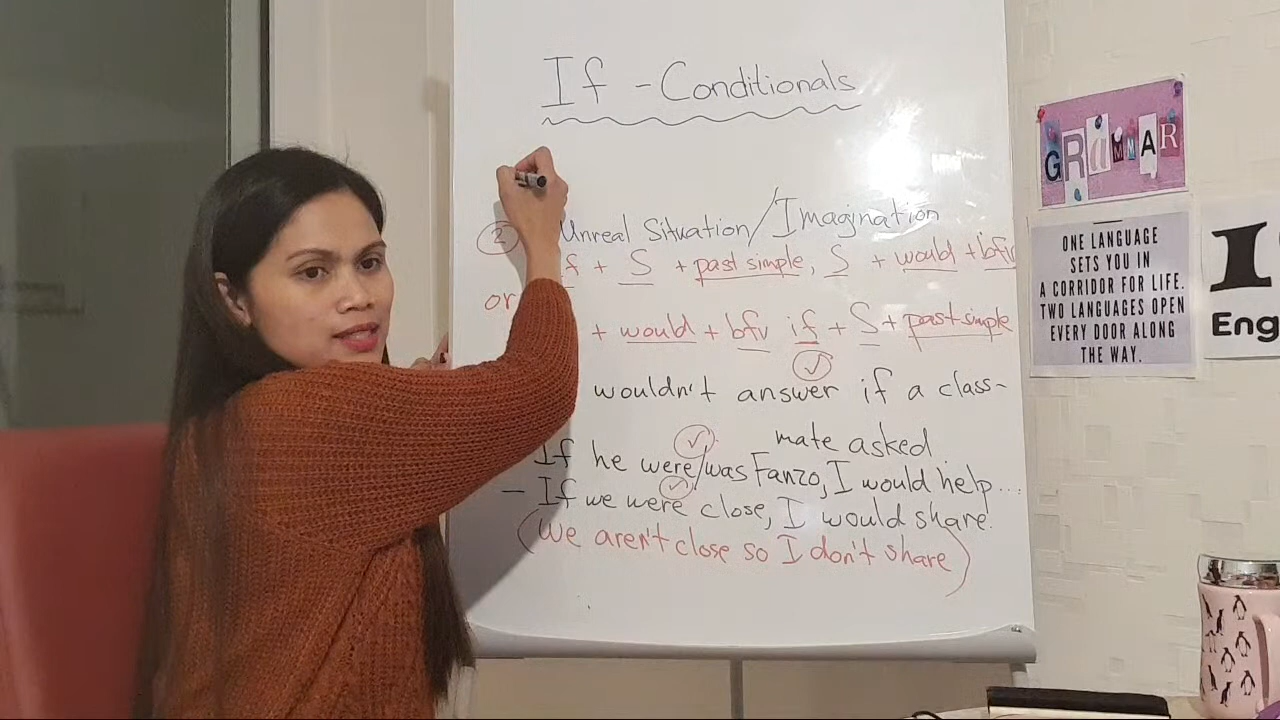 If - Conditionals
2 Unreal Situation/Imagination
f + S + past simple, S + would + bfv
or
+ would + bfv if + S + past simple
wouldn't answer if a class-
mate asked
If he were/was Fanzo, I would help...
- If we were close, I would share.
(We aren't close so I don't share)
GRaMMAR
ONE LANGUAGE
SETS YOU IN
A CORRIDOR FOR LIFE.
TWO LANGUAGES OPEN
EVERY DOOR ALONG
THE WAY.
I
Eng